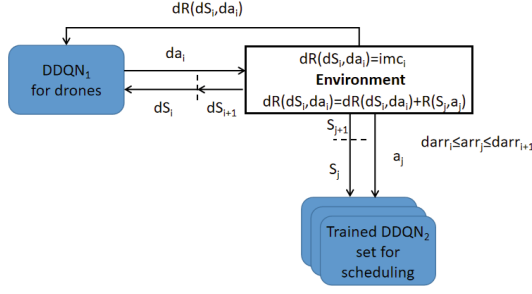 dR(dSᵢ,daᵢ)
daᵢ
DDQN₁
for drones
dSᵢ
dSᵢ₊₁
dR(dSᵢ,daᵢ)=imcᵢ
Environment
dR(dSᵢ,daᵢ)=dR(dSᵢ,daᵢ)+R(Sⱼ,aⱼ)
Sⱼ₊₁
Sⱼ
aⱼ
darrᵢ≤arrⱼ≤darrᵢ₊₁
Trained DDQN₂
set for
scheduling